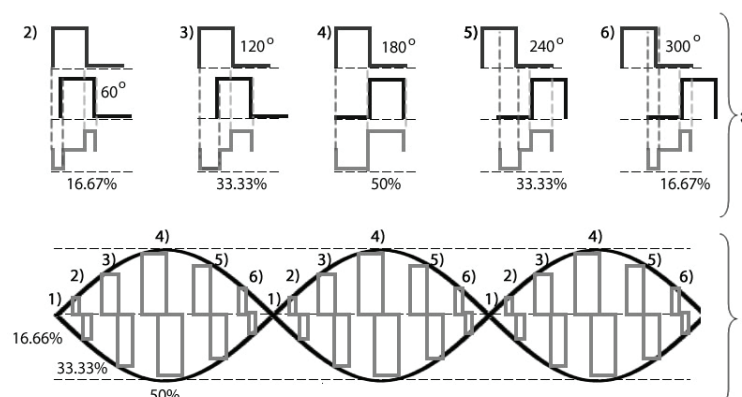 2) 3) 120° 4) 180° 5) 240° 6) 300°
60°
16.67% 33.33% 50% 33.33% 16.67%
4) 4) 4)
3) 5) 3) 5) 3) 5)
2) 6) 2) 6) 2) 6)
1) 1) 1)
16.66%
33.33%
50%